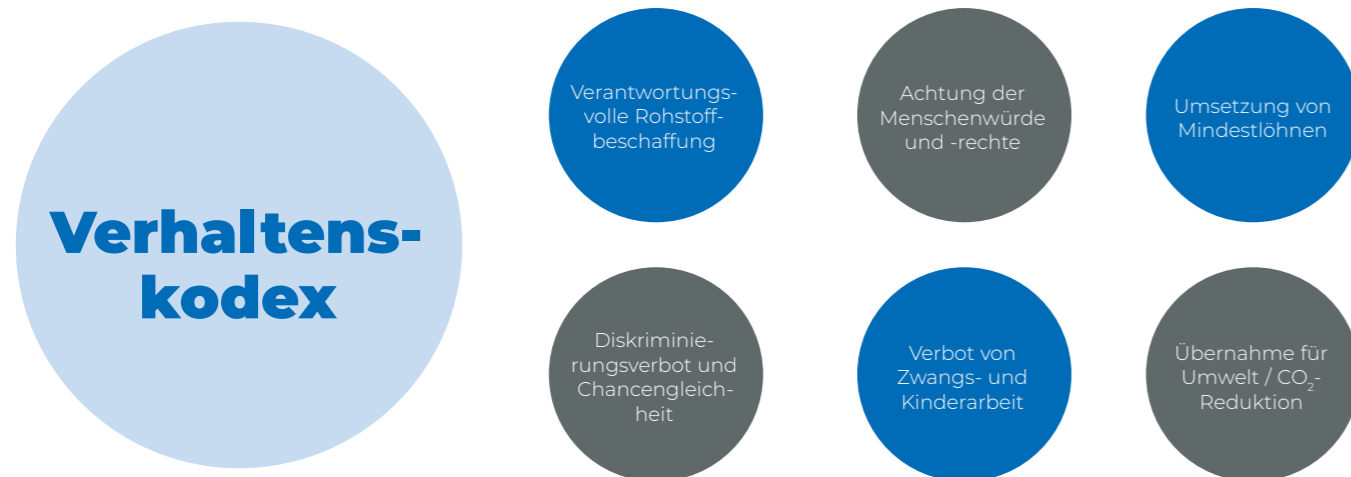 Verhaltens-
kodex
Verantwortungs-
volle Rohstoff-
beschaffung
Achtung der
Menschenwürde
und -rechte
Umsetzung von
Mindestlöhnen
Diskriminie-
rungsverbot und
Chancengleich-
heit
Verbot von
Zwangs- und
Kinderarbeit
Übernahme für
Umwelt / CO₂-
Reduktion